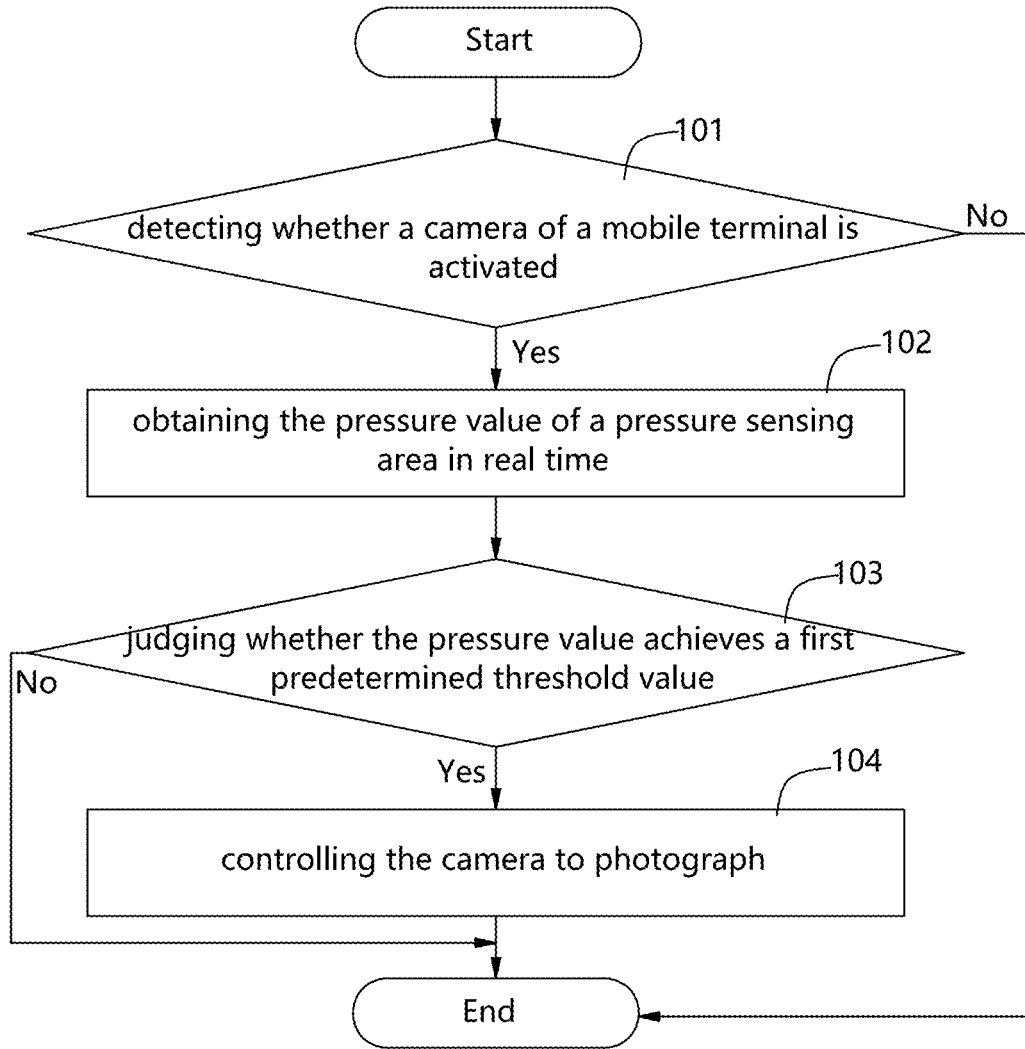 Start
101
detecting whether a camera of a mobile terminal is
activated
No
Yes
102
obtaining the pressure value of a pressure sensing
area in real time
103
judging whether the pressure value achieves a first
predetermined threshold value
No
Yes
104
controlling the camera to photograph
End